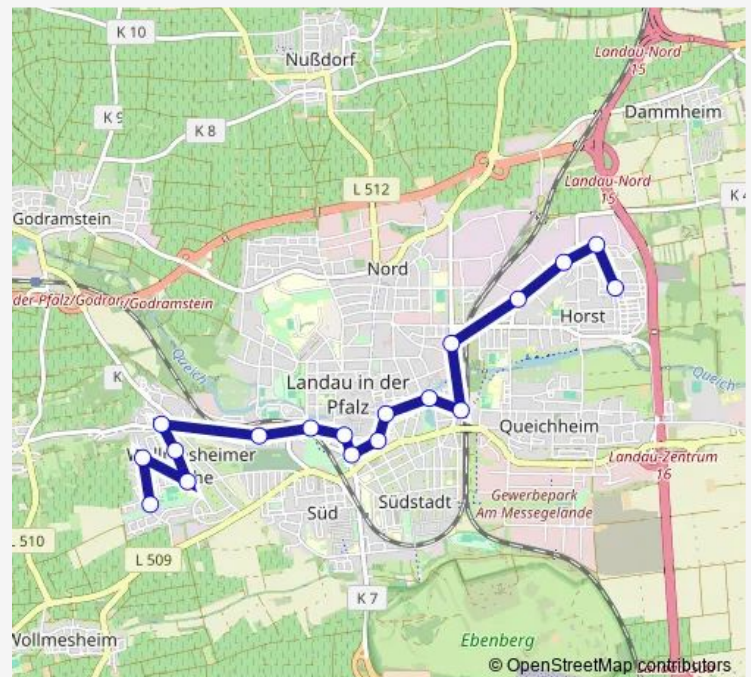 K 10
Nußdorf
Landau-Nord
15
K 9
K 8
Dammheim
L 512
Landau-Nord
15
Godramstein
Nord
der-Pfalz/Godramstein
Horst
Queich
Landau in der
Pfalz
Queich
K
Queichheim
Landau-Zentrum
16
Gewerbepark
Am Messegelände
Südstadt
Süd
L 510
L 509
K 7
Wollmesheim
Ebenberg
© OpenStreetMap contributors